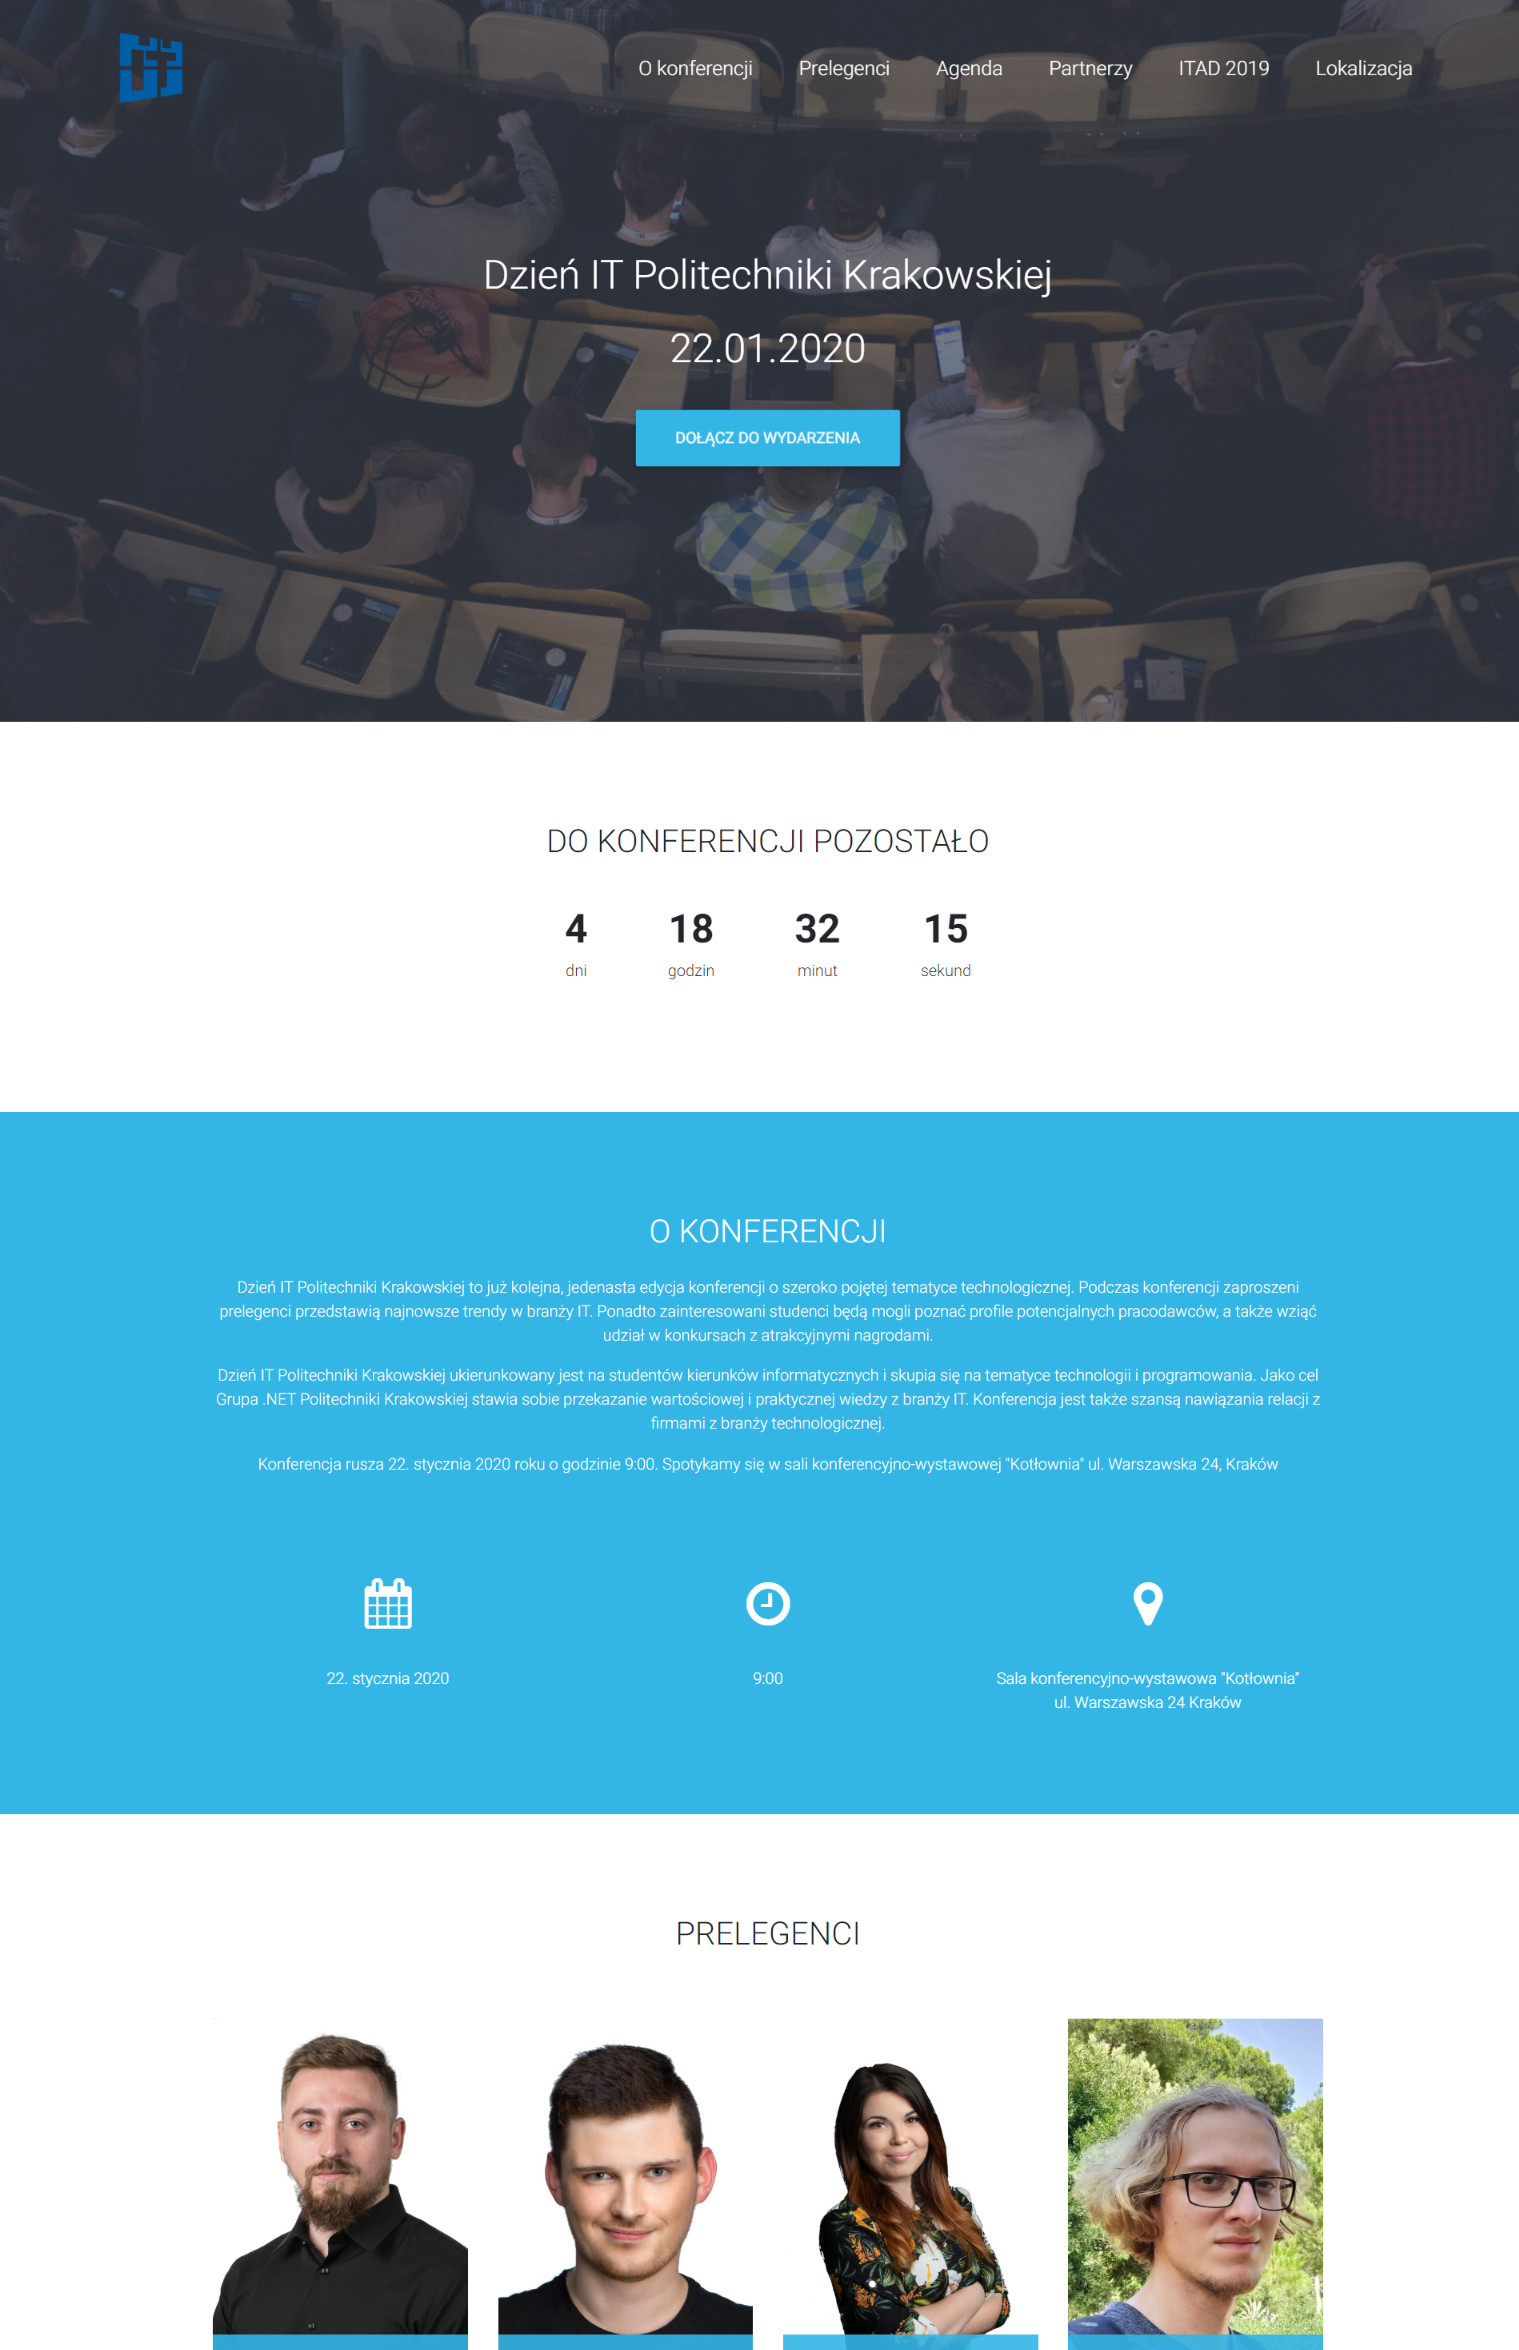 O konferencji Prelegenci Agenda Partnerzy ITAD 2019 Lokalizacja
Dzień IT Politechniki Krakowskiej
22.01.2020
DOŁĄCZ DO WYDARZENIA
DO KONFERENCJI POZOSTAŁO
4 18 32 15
dni godzin minut sekund
O KONFERENCJI
Dzień IT Politechniki Krakowskiej to już kolejna, jedenasta edycja konferencji o szeroko pojętej tematyce technologicznej. Podczas konferencji zaproszeni
prelegenci przedstawią najnowsze trendy w branży IT. Ponadto zainteresowani studenci będą mogli poznać profile potencjalnych pracodawców, a także wziąć
udział w konkursach z atrakcyjnymi nagrodami.
Dzień IT Politechniki Krakowskiej ukierunkowany jest na studentów kierunków informatycznych i skupia się na tematyce technologii i programowania. Jako cel
Grupa .NET Politechniki Krakowskiej stawia sobie przekazanie wartościowej i praktycznej wiedzy z branży IT. Konferencja jest także szansą nawiązania relacji z
firmami z branży technologicznej.
Konferencja rusza 22. stycznia 2020 roku o godzinie 9:00. Spotykamy się w sali konferencyjno-wystawowej "Kotłownia" ul. Warszawska 24, Kraków
22. stycznia 2020
9:00
Sala konferencyjno-wystawowa "Kotłownia"
ul. Warszawska 24 Kraków
PRELEGENCI